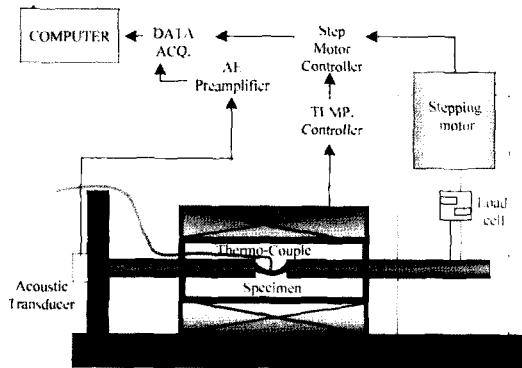 COMPUTER
DATA
ACQ.
AE
Preamplifier
Step
Motor
Controller
TEMP.
Controller
Stepping
motor
Load
cell
Thermo-Couple
Specimen
Acoustic
Transducer